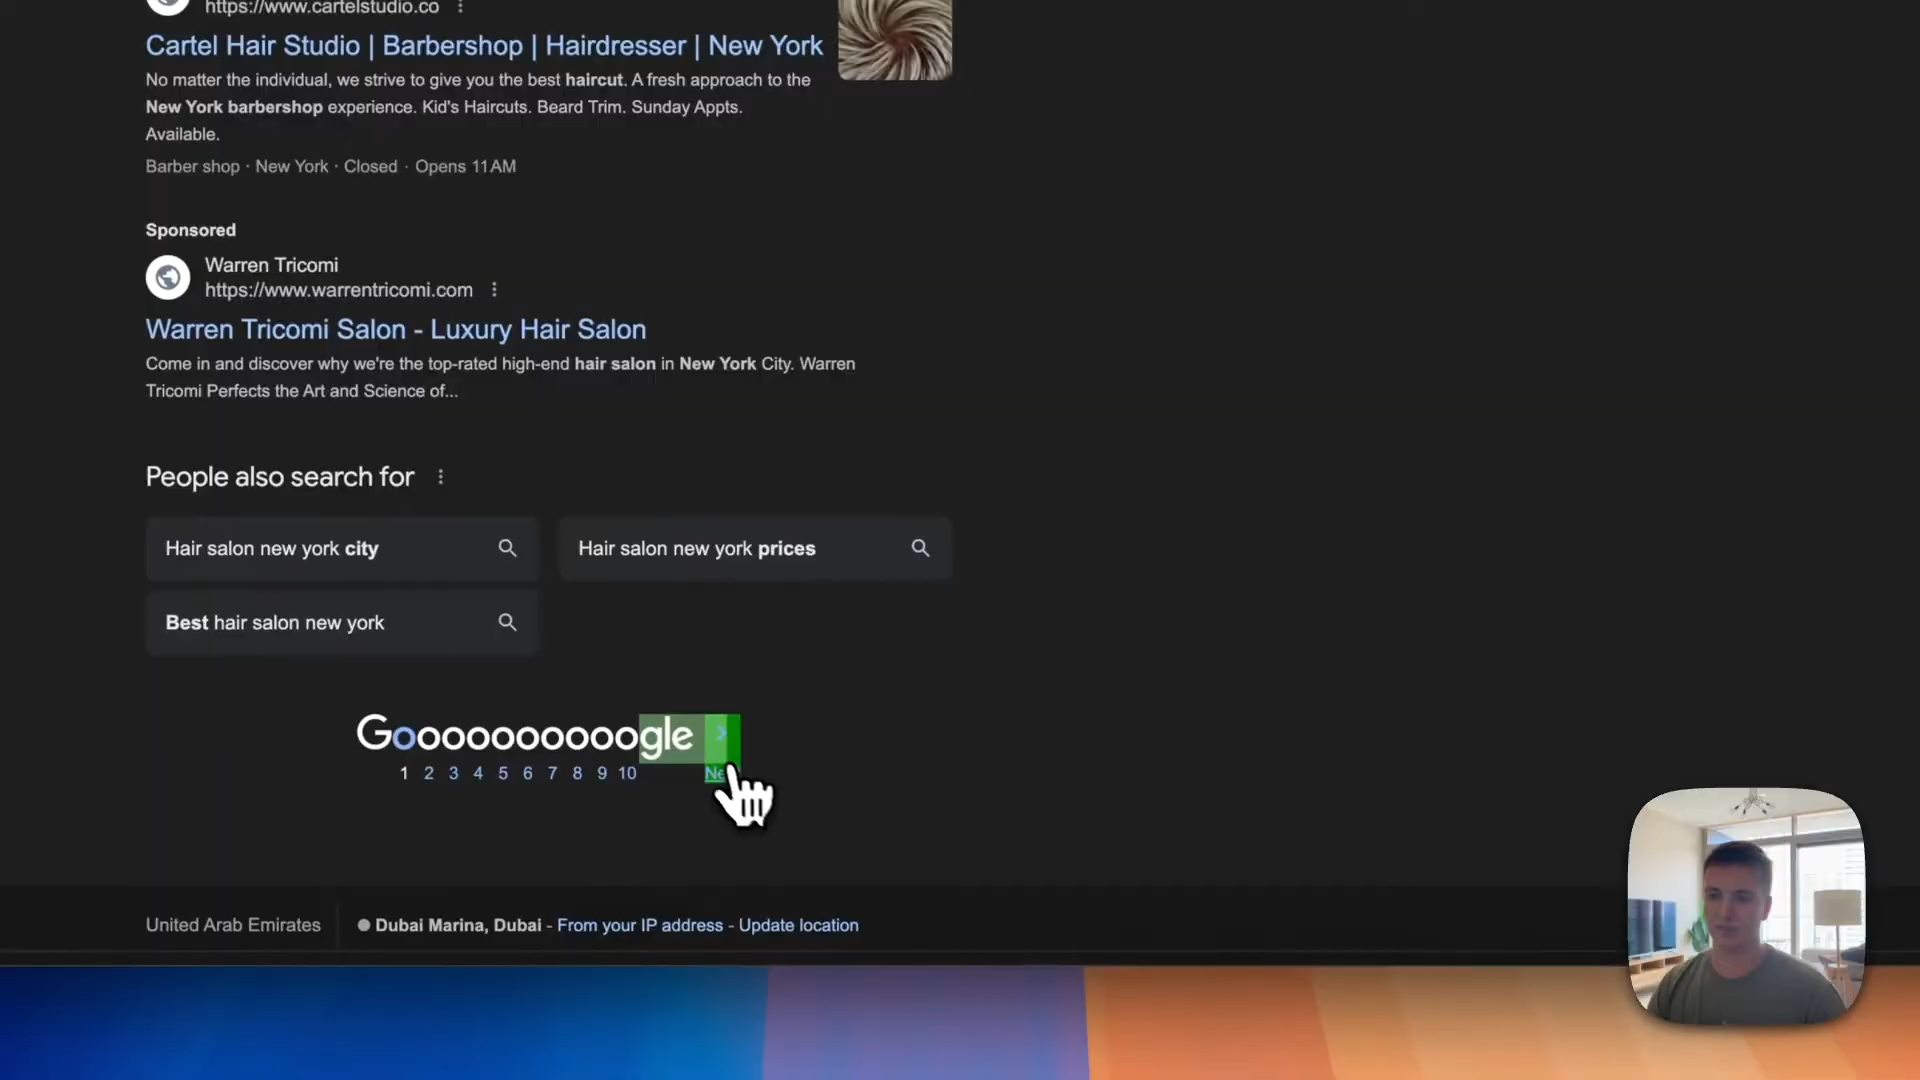 https://www.cartelstudio.co
Cartel Hair Studio | Barbershop | Hairdresser | New York
No matter the individual, we strive to give you the best haircut. A fresh approach to the
New York barbershop experience. Kid's Haircuts. Beard Trim. Sunday Appts.
Available.
Barber shop · New York · Closed · Opens 11 AM
Sponsored
Warren Tricomi
https://www.warrentricomi.com
Warren Tricomi Salon - Luxury Hair Salon
Come in and discover why we're the top-rated high-end hair salon in New York City. Warren
Tricomi Perfects the Art and Science of...
People also search for
Hair salon new york city
Hair salon new york prices
Best hair salon new york
Goooooooooogle
1 2 3 4 5 6 7 8 9 10
United Arab Emirates
Dubai Marina, Dubai - From your IP address - Update location